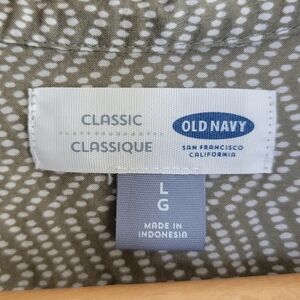 CLASSIC
CLASSIQUE
OLD NAVY
SAN FRANCISCO
CALIFORNIA
L
G
MADE IN
INDONESIA